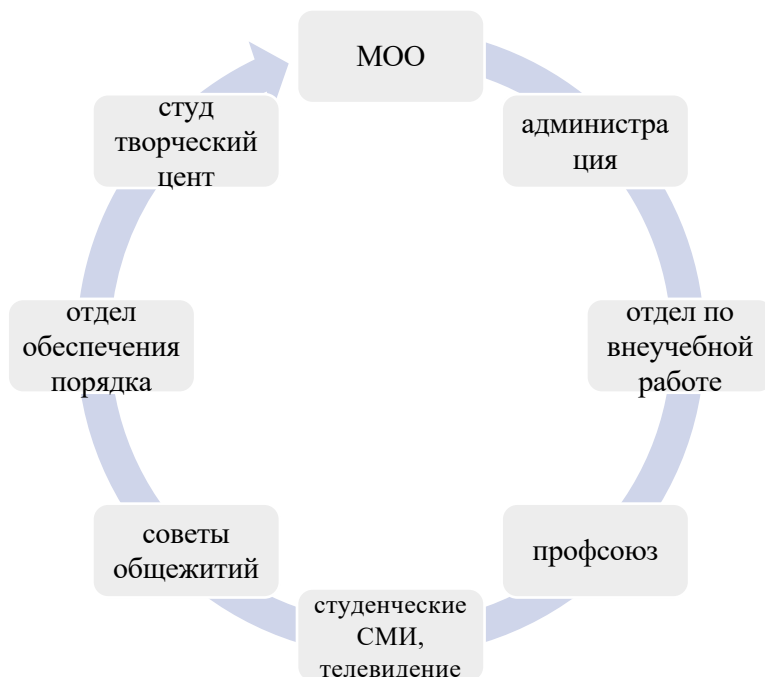 МОО
администра
ция
отдел по
внеучебной
работе
профсоюз
студенческие
СМИ,
телевидение
советы
общежитий
отдел
обеспечения
порядка
студ
творческий
цент